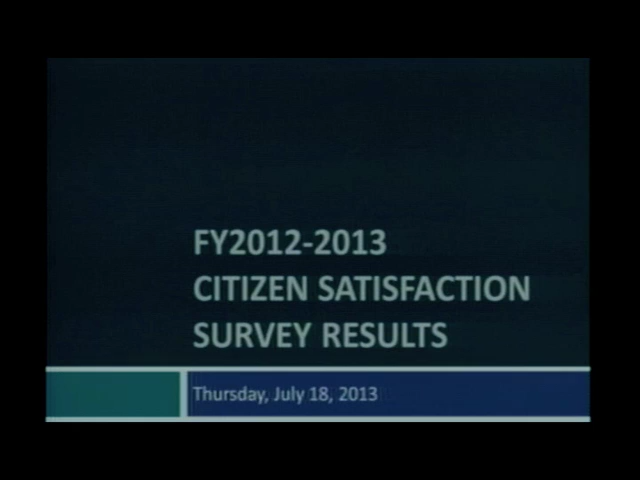 FY2012-2013
CITIZEN SATISFACTION
SURVEY RESULTS
Thursday, July 18, 2013